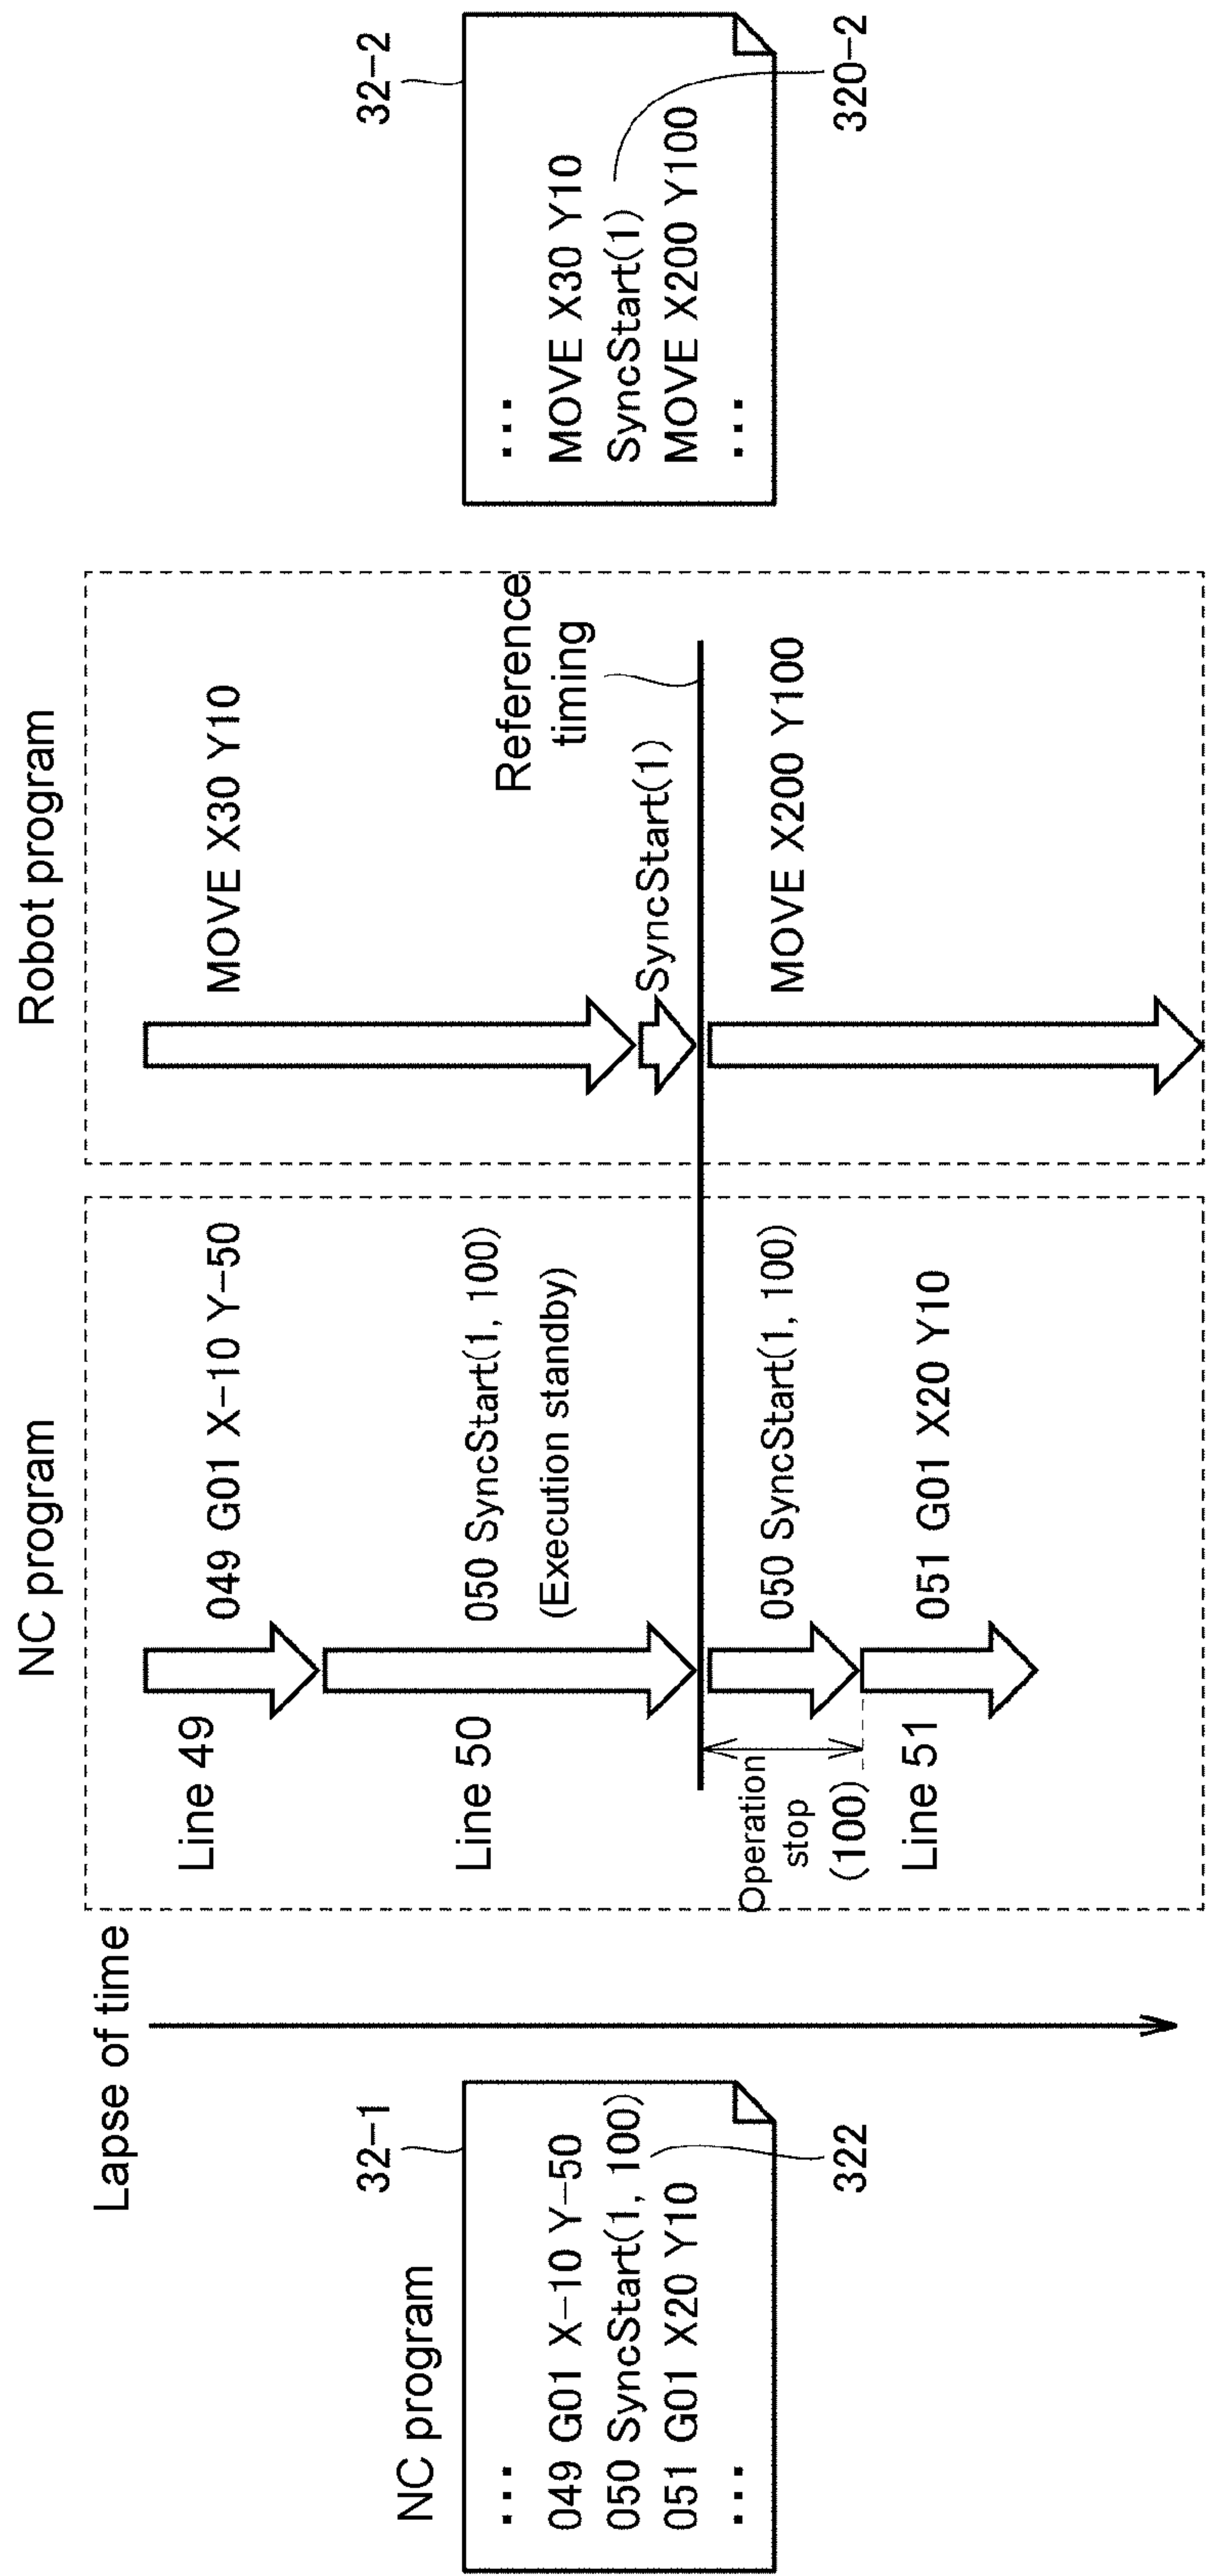 Lapse of time
NC program
32-1
...
049 G01 X-10 Y-50
050 SyncStart(1, 100)
051 G01 X20 Y10
...
322
NC program
Line 49
049 G01 X-10 Y-50
Line 50
050 SyncStart(1, 100)
(Execution standby)
Operation
stop
(100)
050 SyncStart(1, 100)
Line 51
051 G01 X20 Y10
Robot program
MOVE X30 Y10
Reference
timing
SyncStart(1)
MOVE X200 Y100
32-2
...
MOVE X30 Y10
SyncStart(1)
MOVE X200 Y100
...
320-2